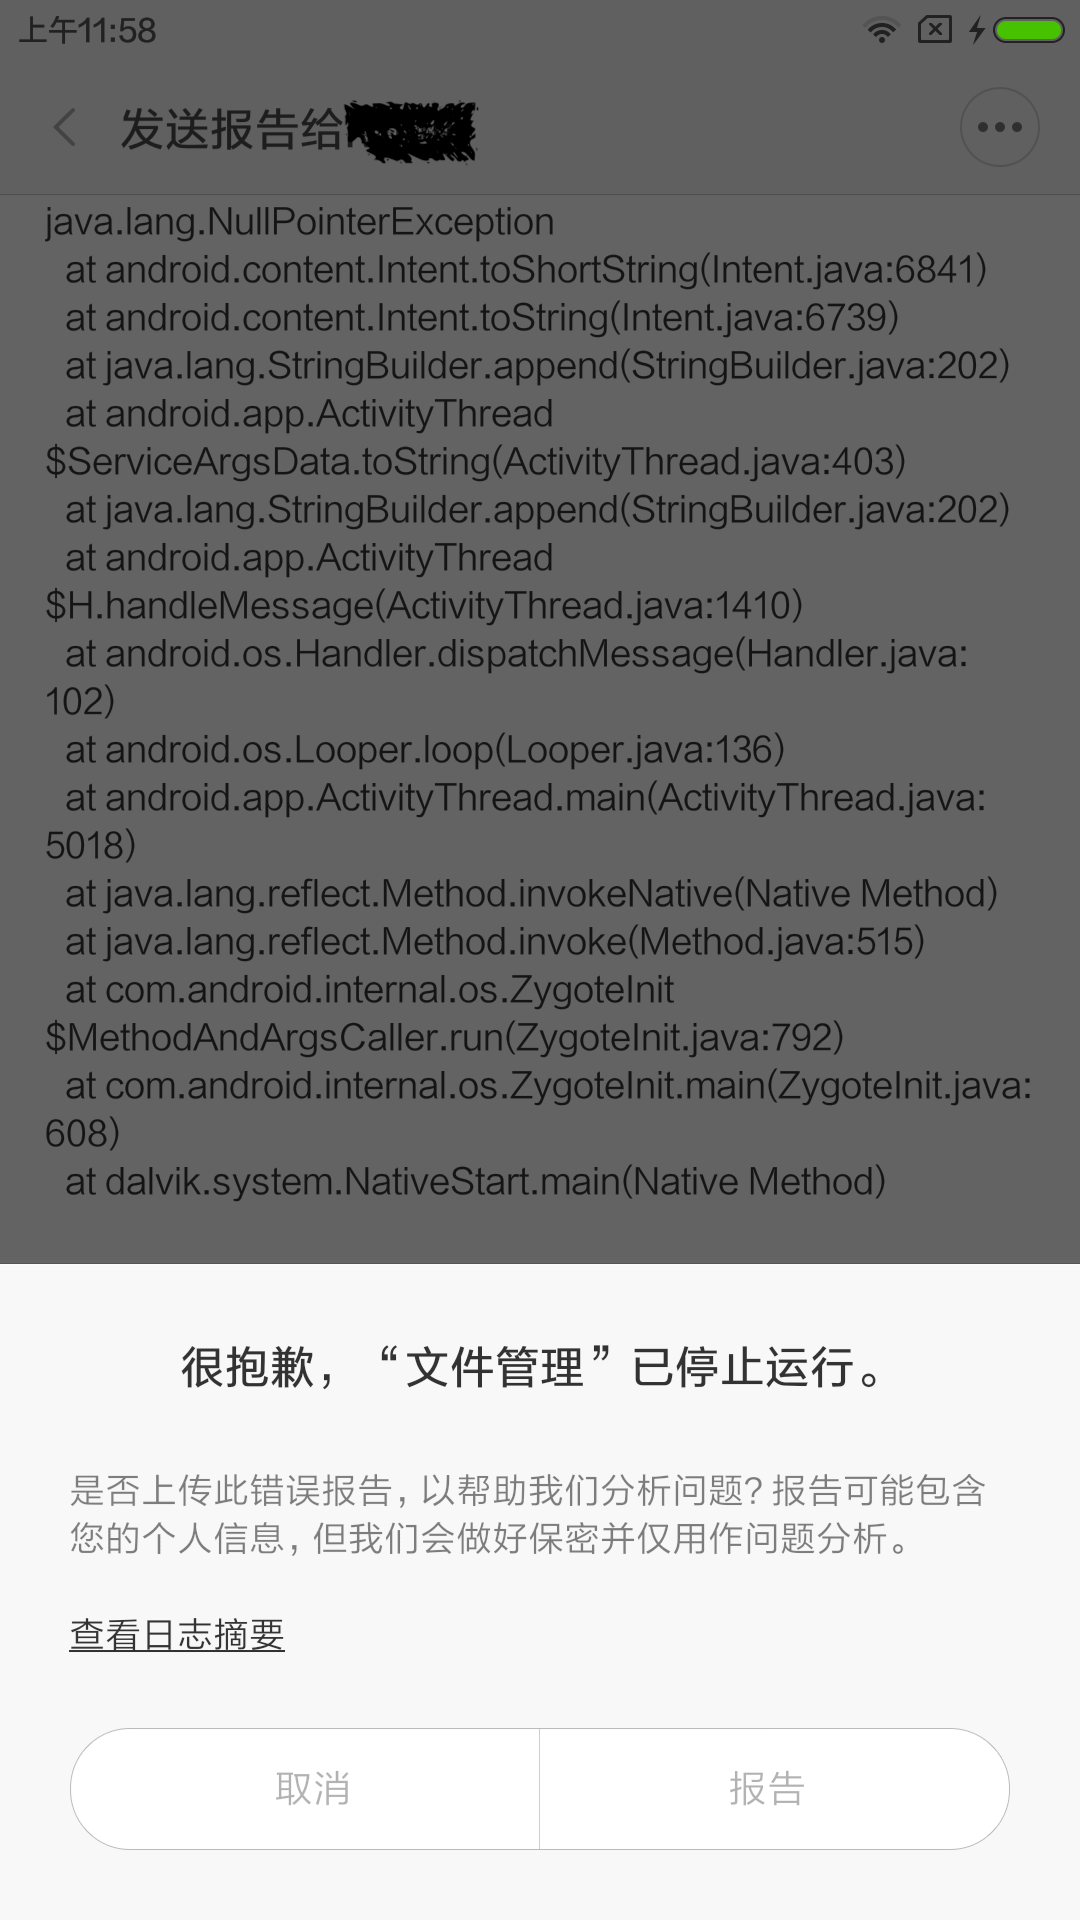 上午11:58
发送报告给
java.lang.NullPointerException
at android.content.Intent.toShortString(Intent.java:6841)
at android.content.Intent.toString(Intent.java:6739)
at java.lang.StringBuilder.append(StringBuilder.java:202)
at android.app.ActivityThread
$ServiceArgsData.toString(ActivityThread.java:403)
at java.lang.StringBuilder.append(StringBuilder.java:202)
at android.app.ActivityThread
$H.handleMessage(ActivityThread.java:1410)
at android.os.Handler.dispatchMessage(Handler.java:
102)
at android.os.Looper.loop(Looper.java:136)
at android.app.ActivityThread.main(ActivityThread.java:
5018)
at java.lang.reflect.Method.invokeNative(Native Method)
at java.lang.reflect.Method.invoke(Method.java:515)
at com.android.internal.os.ZygoteInit
$MethodAndArgsCaller.run(ZygoteInit.java:792)
at com.android.internal.os.ZygoteInit.main(ZygoteInit.java:
608)
at dalvik.system.NativeStart.main(Native Method)
很抱歉，“文件管理”已停止运行。
是否上传此错误报告，以帮助我们分析问题？报告可能包含
您的个人信息，但我们会做好保密并仅用作问题分析。
查看日志摘要
取消
报告